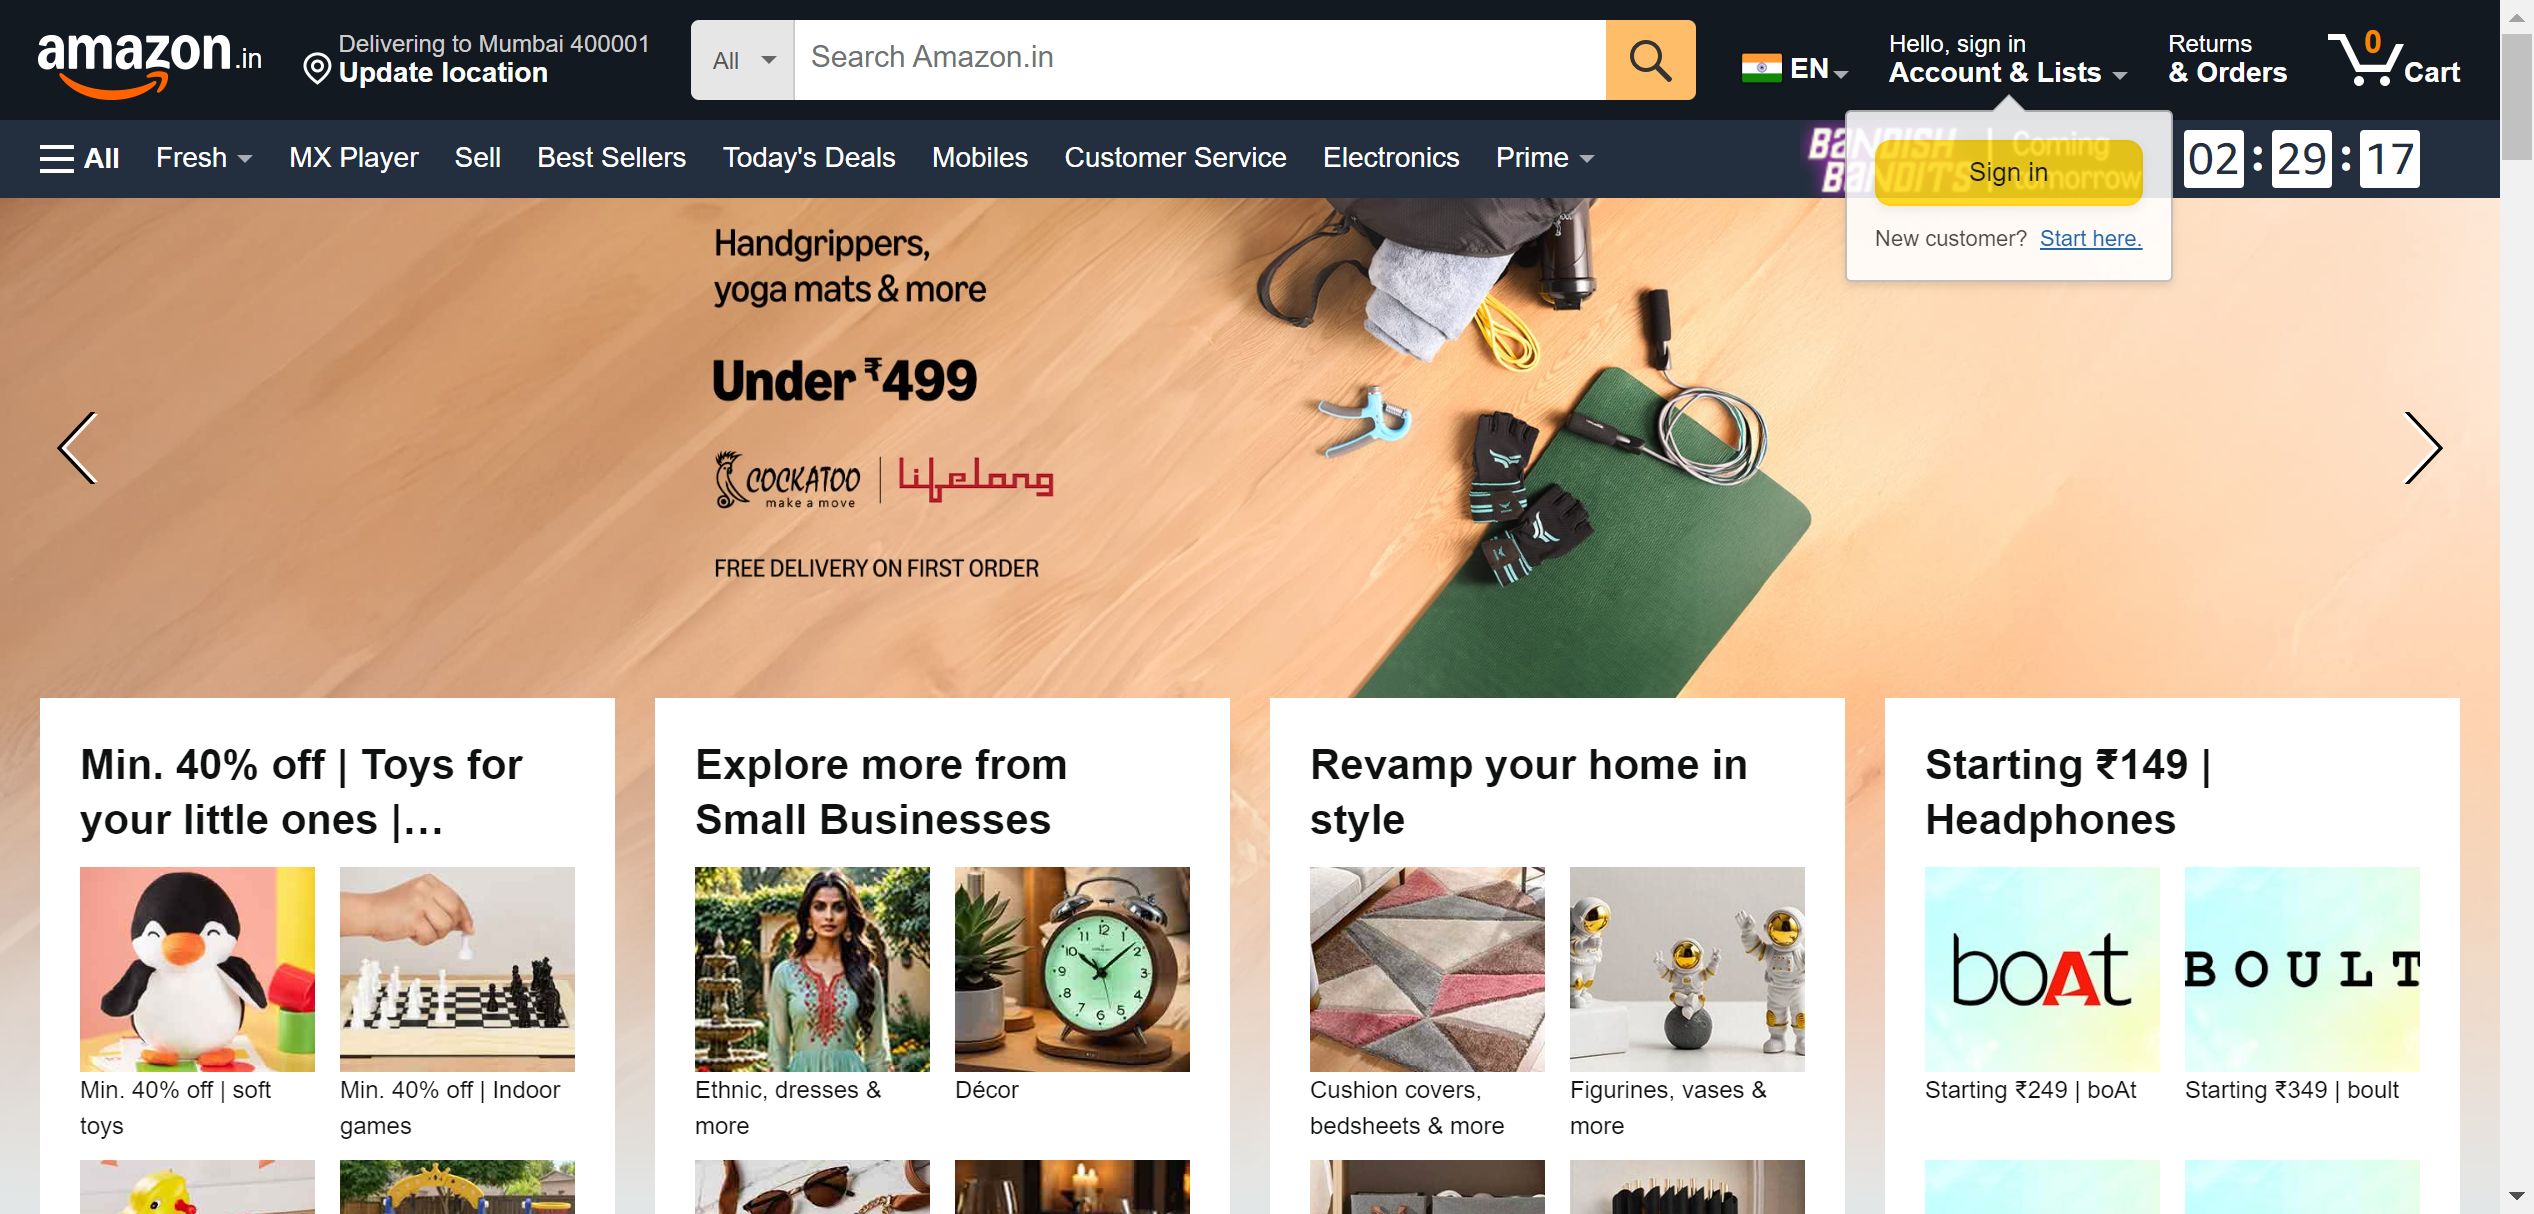 amazon.in
Delivering to Mumbai 400001
Update location
All
Search Amazon.in
EN
Hello, sign in
Account & Lists
Returns
& Orders
0
Cart
All
Fresh
MX Player
Sell
Best Sellers
Today's Deals
Mobiles
Customer Service
Electronics
Prime
BANDISH
BANDITS
Coming
tomorrow
02 : 29 : 17
Sign in
New customer? Start here.
Handgrippers,
yoga mats & more
Under ₹499
COCKATOO
make a move
Lifelong
FREE DELIVERY ON FIRST ORDER
Min. 40% off | Toys for
your little ones |...
Min. 40% off | soft
toys
Min. 40% off | Indoor
games
Explore more from
Small Businesses
Ethnic, dresses &
more
Décor
Revamp your home in
style
Cushion covers,
bedsheets & more
Figurines, vases &
more
Starting ₹149 |
Headphones
boAt
Starting ₹249 | boAt
BOULT
Starting ₹349 | boult